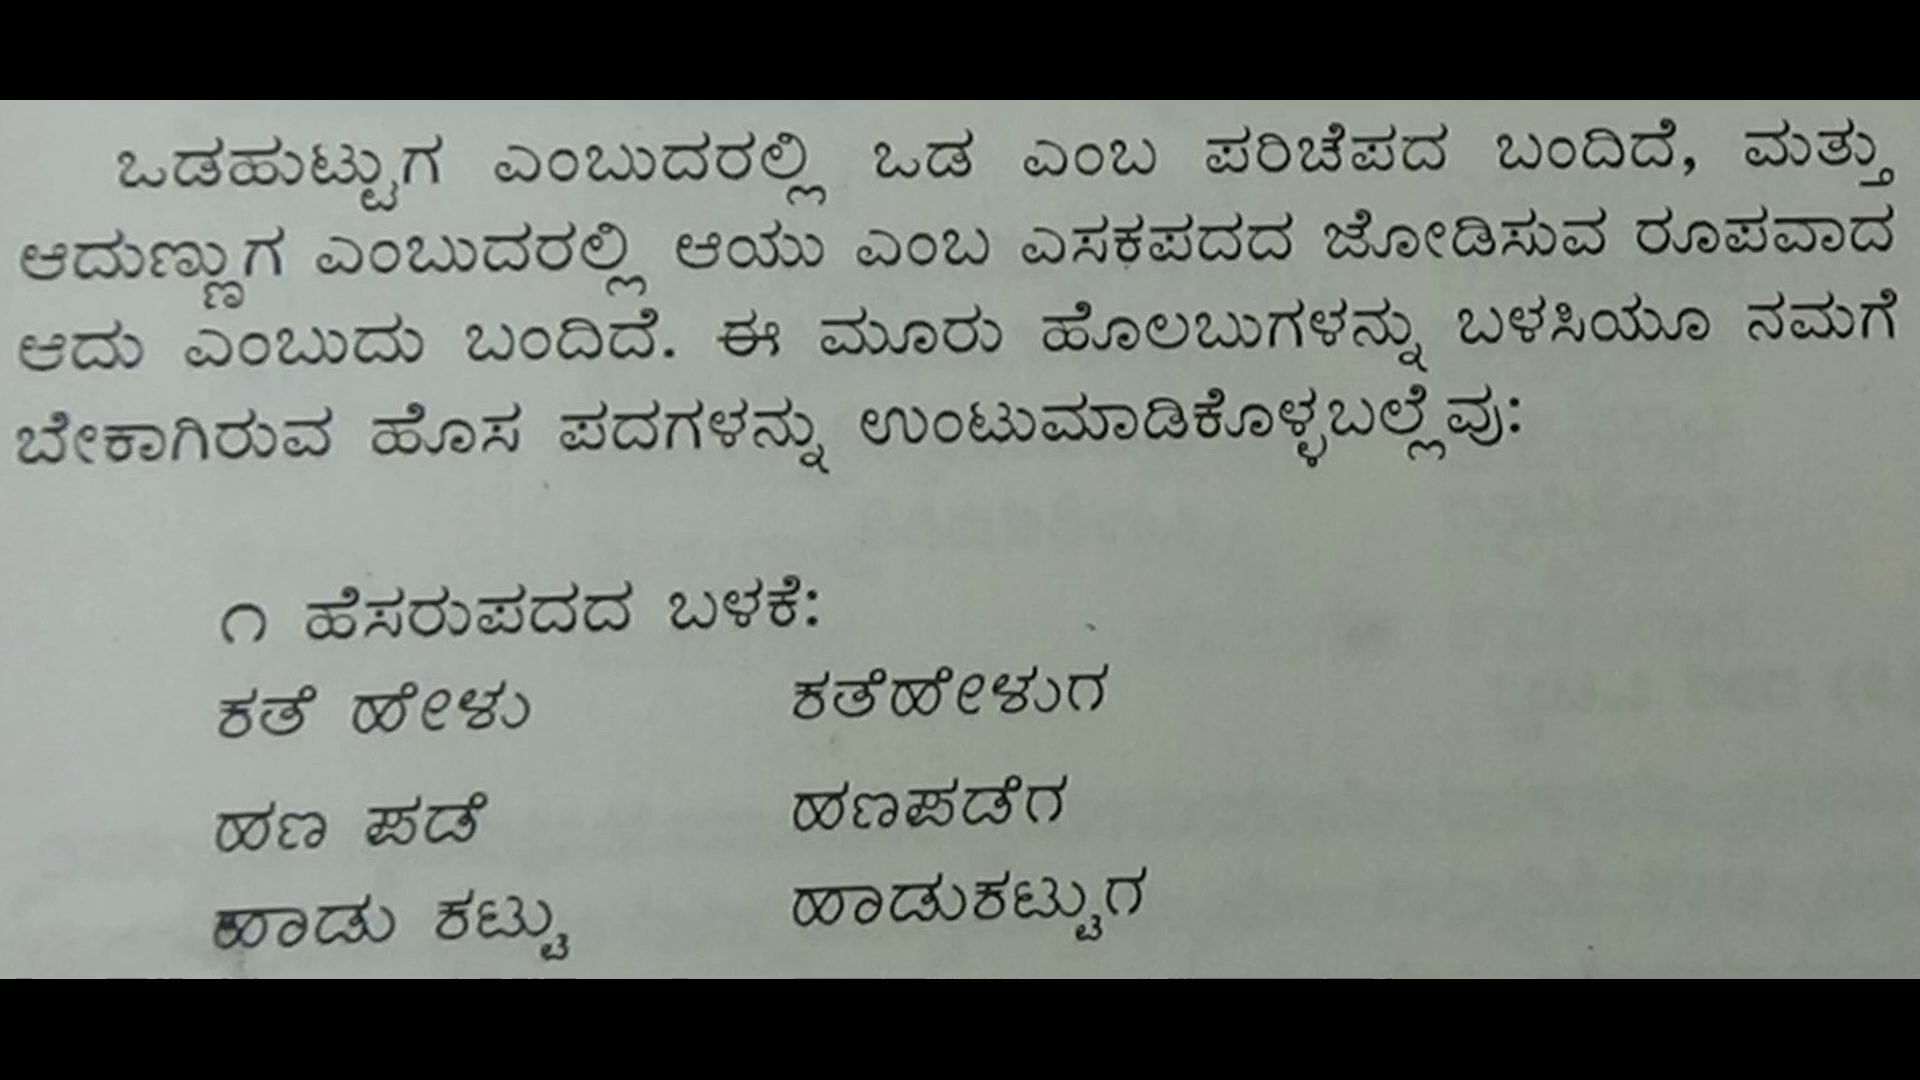 ಒಡಹುಟ್ಟುಗ ಎಂಬುದರಲ್ಲಿ ಒಡ ಎಂಬ ಪರಿಚೆಪದ ಬಂದಿದೆ, ಮತ್ತು
ಆದುಣ್ಣುಗ ಎಂಬುದರಲ್ಲಿ ಆಯು ಎಂಬ ಎಸಕಪದದ ಜೋಡಿಸುವ ರೂಪವಾದ
ಆದು ಎಂಬುದು ಬಂದಿದೆ. ಈ ಮೂರು ಹೊಲಬುಗಳನ್ನು ಬಳಸಿಯೂ ನಮಗೆ
ಬೇಕಾಗಿರುವ ಹೊಸ ಪದಗಳನ್ನು ಉಂಟುಮಾಡಿಕೊಳ್ಳಬಲ್ಲೆವು:
೧ ಹೆಸರುಪದದ ಬಳಕೆ:
ಕತೆ ಹೇಳು ಕತೆಹೇಳುಗ
ಹಣ ಪಡೆ ಹಣಪಡೆಗ
ಹಾಡು ಕಟ್ಟು ಹಾಡುಕಟ್ಟುಗ